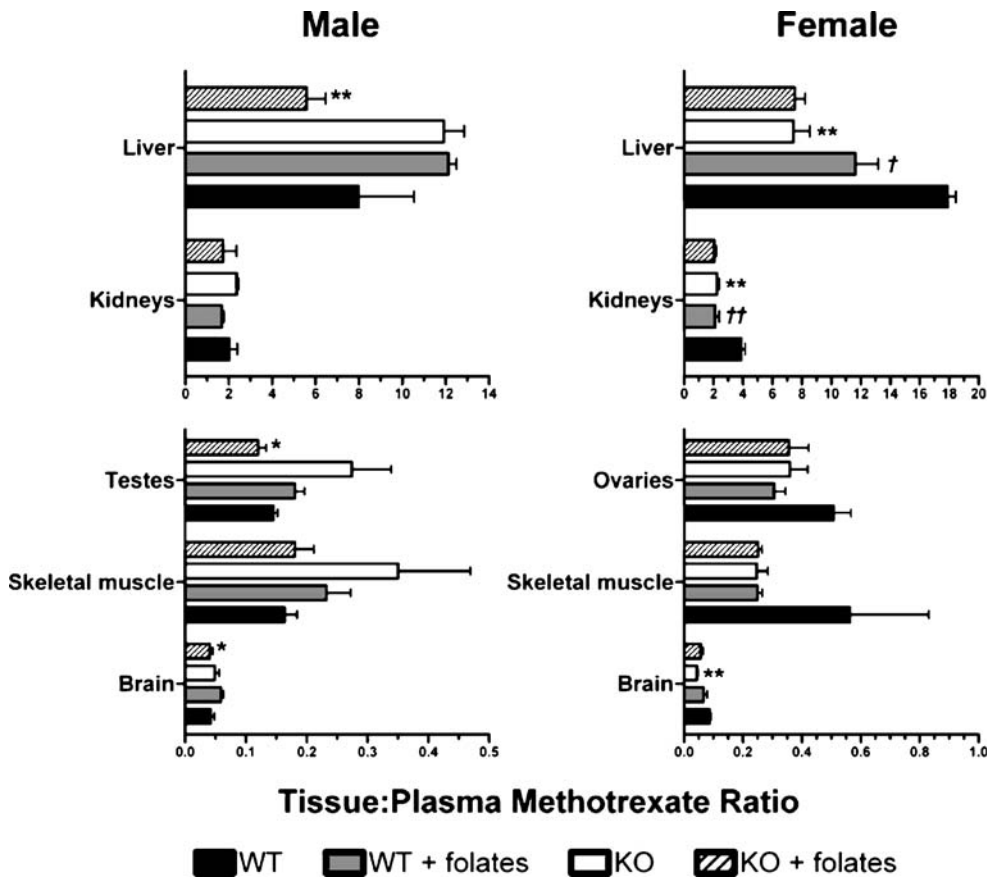 Male
Female
Liver
**
Kidneys
0 2 4 6 8 10 12 14
Liver
**
†
Kidneys
**
††
0 2 4 6 8 10 12 14 16 18 20
Testes
*
Skeletal muscle
Brain
*
0.0 0.1 0.2 0.3 0.4 0.5
Ovaries
Skeletal muscle
Brain
**
0.0 0.2 0.4 0.6 0.8 1.0
Tissue:Plasma Methotrexate Ratio
WT WT + folates KO KO + folates